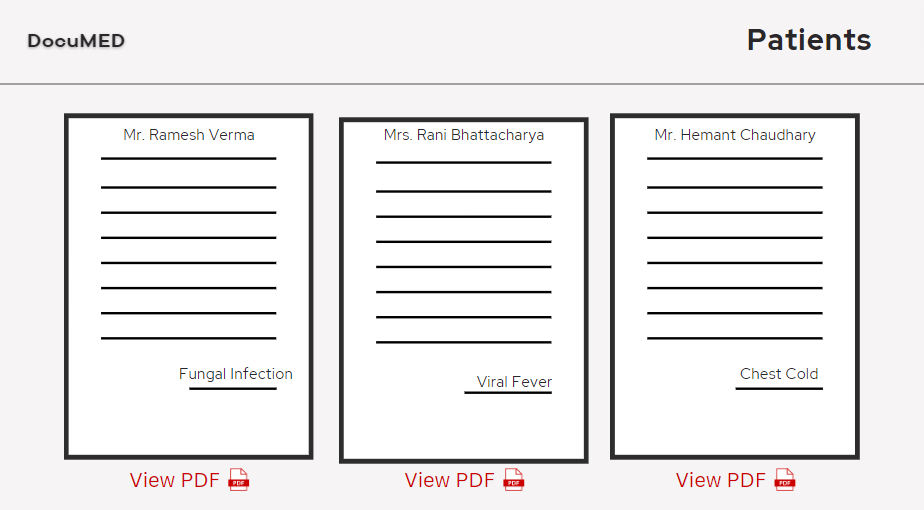 DocuMED
Patients
Mr. Ramesh Verma
Mrs. Rani Bhattacharya
Mr. Hemant Chaudhary
Fungal Infection
Viral Fever
Chest Cold
View PDF PDF
View PDF PDF
View PDF PDF